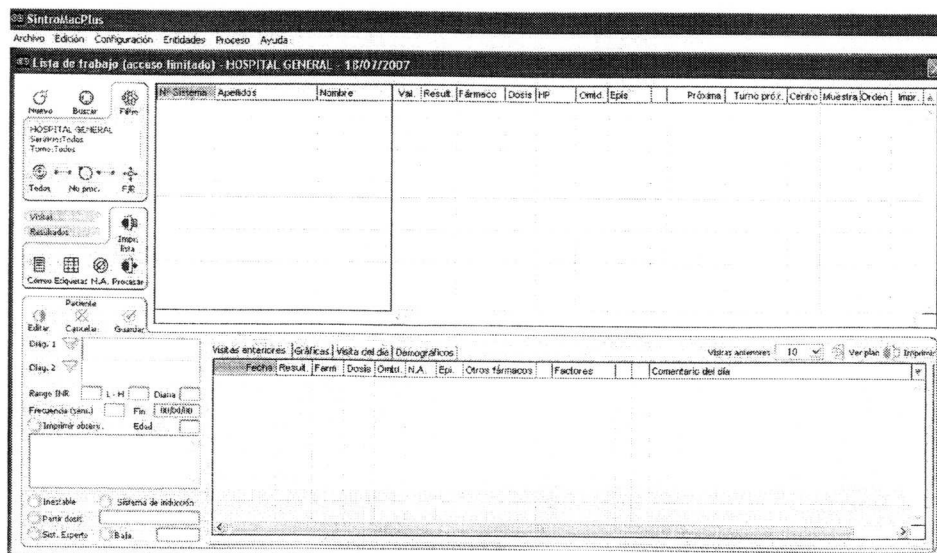 SintroMacPlus
Archivo Edición Configuración Entidades Proceso Ayuda
Lista de trabajo (acceso limitado) - HOSPITAL GENERAL - 18/07/2007
Nuevo Buscar Filtro
HOSPITAL GENERAL
Servicio:Todos
Toma:Todos
Todos No proc. F/R
Visitas
Resultados
Impri. lista
Correo Etiquetas N.A. Procesar
Nº Sistema Apellidos Nombre Val. Result Fármaco Dosis HP Omtd. Epis Próxima Turno próx. Centro Muestra Orden Impr.
Paciente
Editar Cancelar Guardar
Diag. 1
Diag. 2
Rango INR L - H Diana
Frecuencia (sem.) Fin 00/00/00
Imprimir observ. Edad
Inestable Sistema de inducción
Partir dosis
Sist. Experto Baja
Visitas anteriores Gráficas Visita del día Demográficos
Visitas anteriores 10 Ver plan Imprimir
Fecha Result. Farm Dosis Omtd. N.A. Epi. Otros fármacos Factores Comentario del día